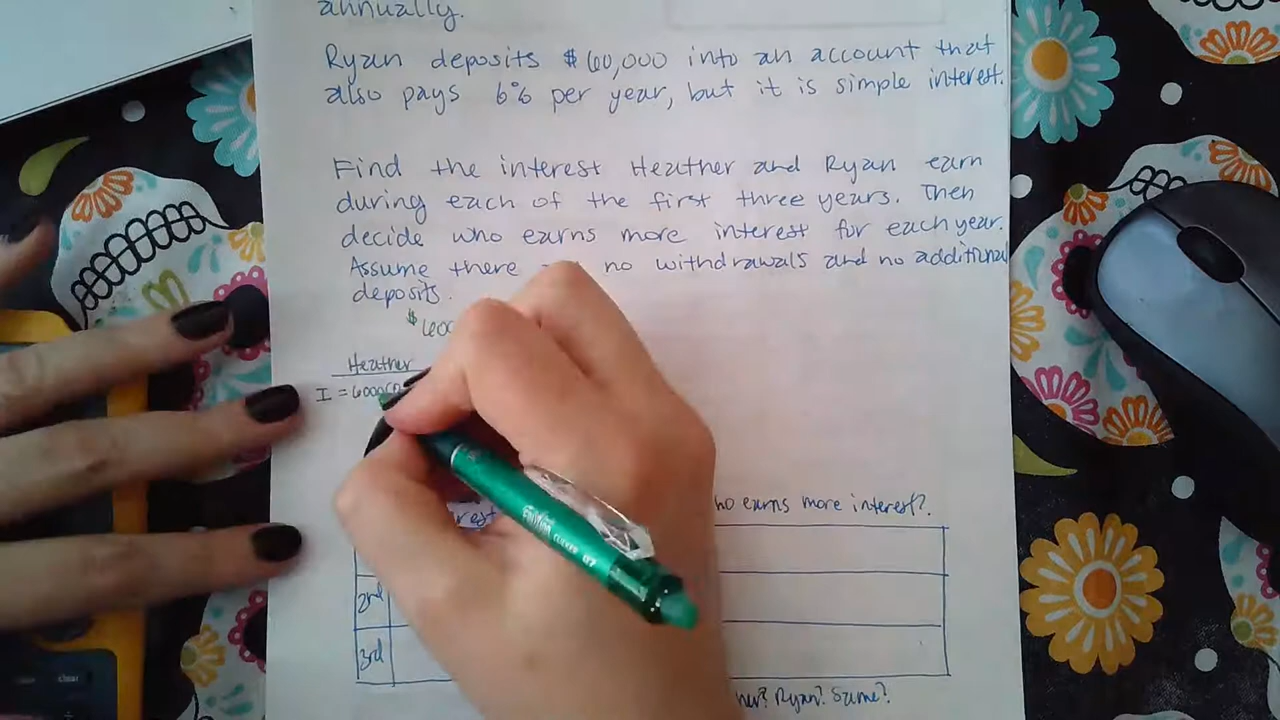 annually.
Ryan deposits $60,000 into an account that
also pays 6% per year, but it is simple interest.
Find the interest Heather and Ryan earn
during each of the first three years. Then
decide who earns more interest for each year.
Assume there no withdrawals and no additional
deposits.
Heather
I = 6000
who earns more interest?
2nd
3rd
Ryan? Same?
clear